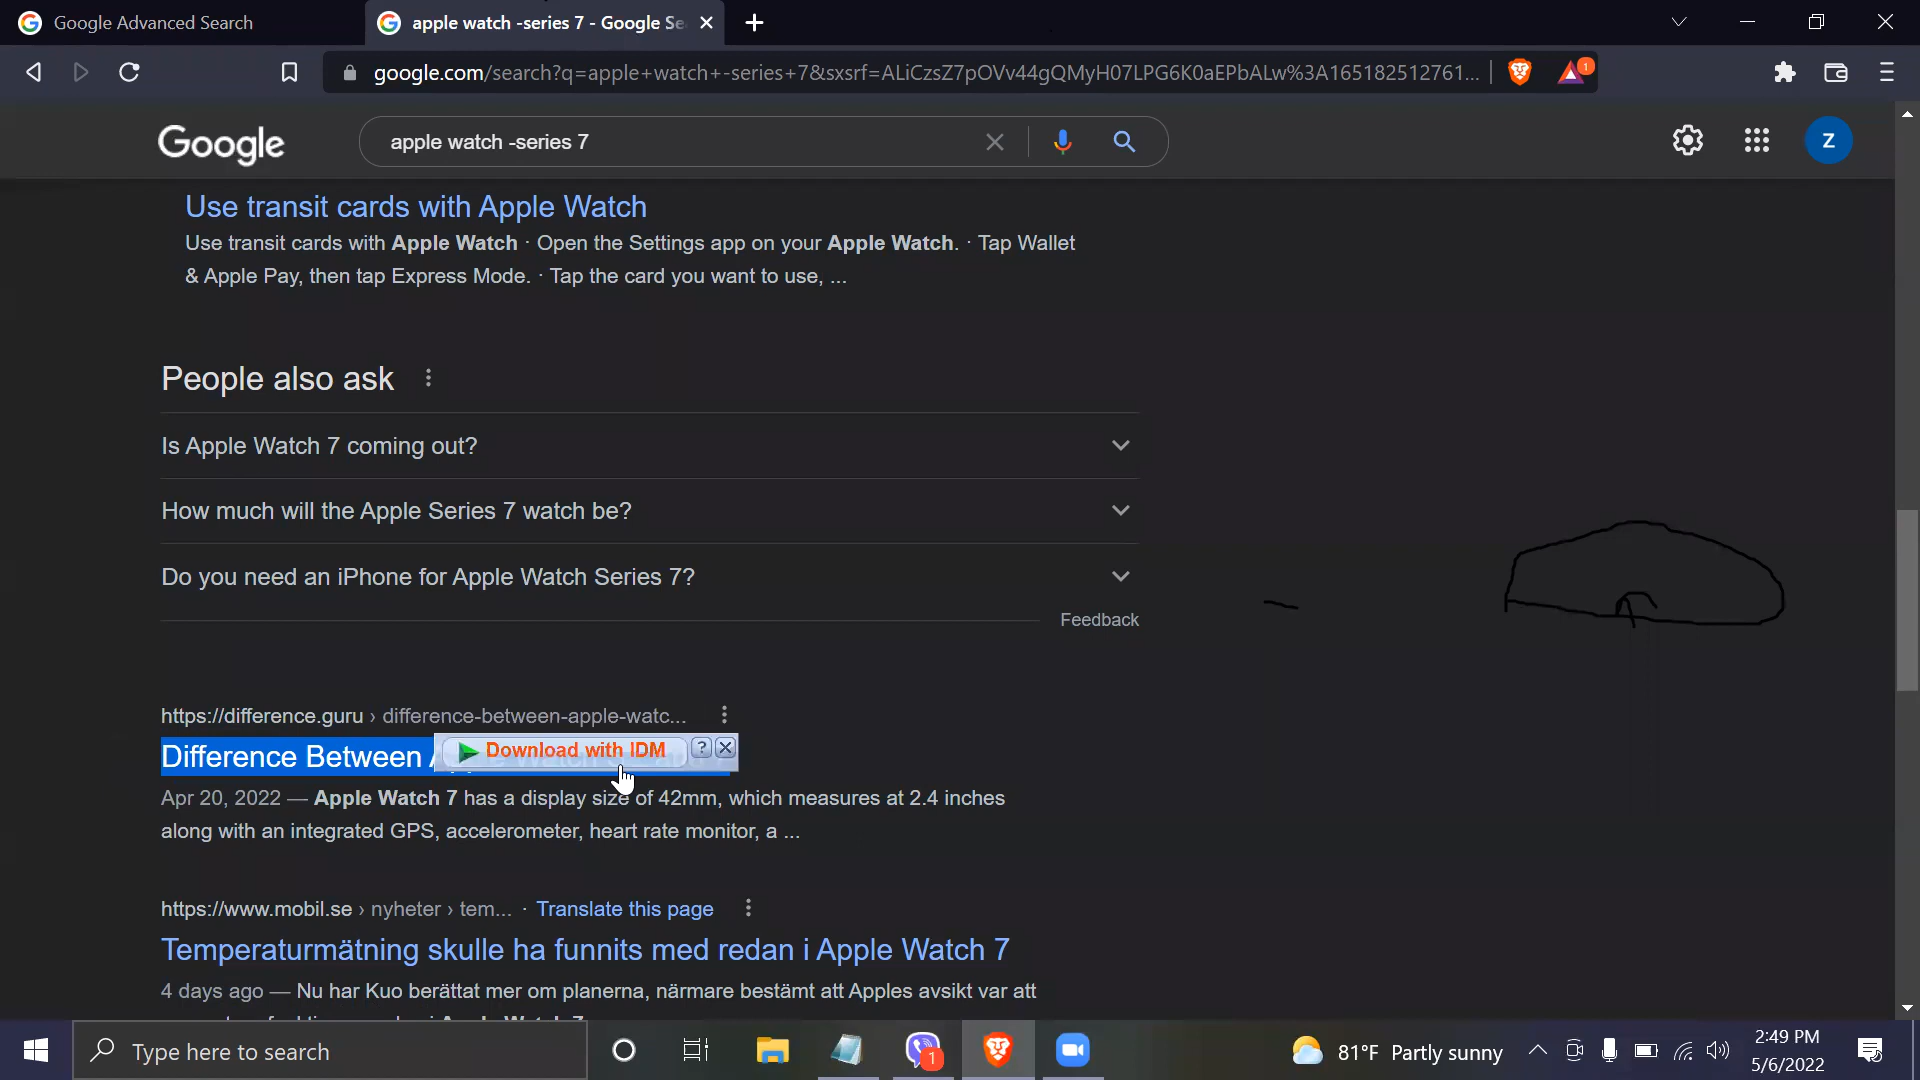 Google Advanced Search
apple watch -series 7 - Google Se
google.com/search?q=apple+watch+-series+7&sxsrf=ALiCzsZ7pOVv44gQMyH07LPG6K0aEPbALw%3A165182512761...
1
Google
apple watch -series 7
Z
Use transit cards with Apple Watch
Use transit cards with Apple Watch · Open the Settings app on your Apple Watch. · Tap Wallet
& Apple Pay, then tap Express Mode. · Tap the card you want to use, ...
People also ask
Is Apple Watch 7 coming out?
How much will the Apple Series 7 watch be?
Do you need an iPhone for Apple Watch Series 7?
Feedback
https://difference.guru › difference-between-apple-watc...
Difference Between
Download with IDM ?
Apr 20, 2022 — Apple Watch 7 has a display size of 42mm, which measures at 2.4 inches
along with an integrated GPS, accelerometer, heart rate monitor, a ...
https://www.mobil.se › nyheter › tem... · Translate this page
Temperaturmätning skulle ha funnits med redan i Apple Watch 7
4 days ago — Nu har Kuo berättat mer om planerna, närmare bestämt att Apples avsikt var att
Type here to search
1
81°F Partly sunny
2:49 PM
5/6/2022